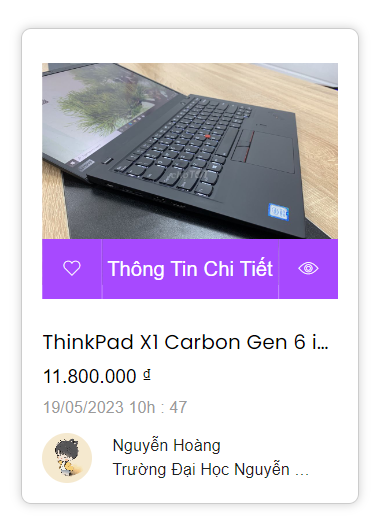 Thông Tin Chi Tiết
ThinkPad X1 Carbon Gen 6 i...
11.800.000 ₫
19/05/2023 10h : 47
Nguyễn Hoàng
Trường Đại Học Nguyễn ...